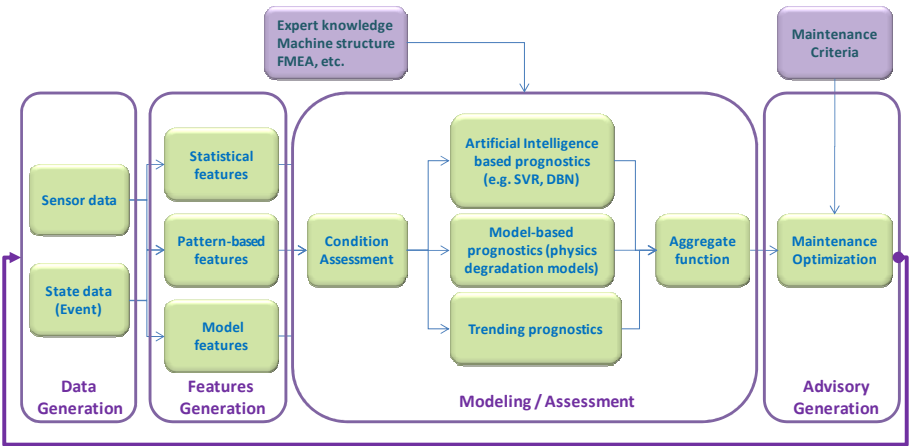 Expert knowledge
Machine structure
FMEA, etc.
Maintenance
Criteria
Sensor data
State data
(Event)
Data
Generation
Statistical
features
Pattern-based
features
Model
features
Features
Generation
Condition
Assessment
Artificial Intelligence
based prognostics
(e.g. SVR, DBN)
Model-based
prognostics (physics
degradation models)
Trending prognostics
Aggregate
function
Modeling / Assessment
Maintenance
Optimization
Advisory
Generation